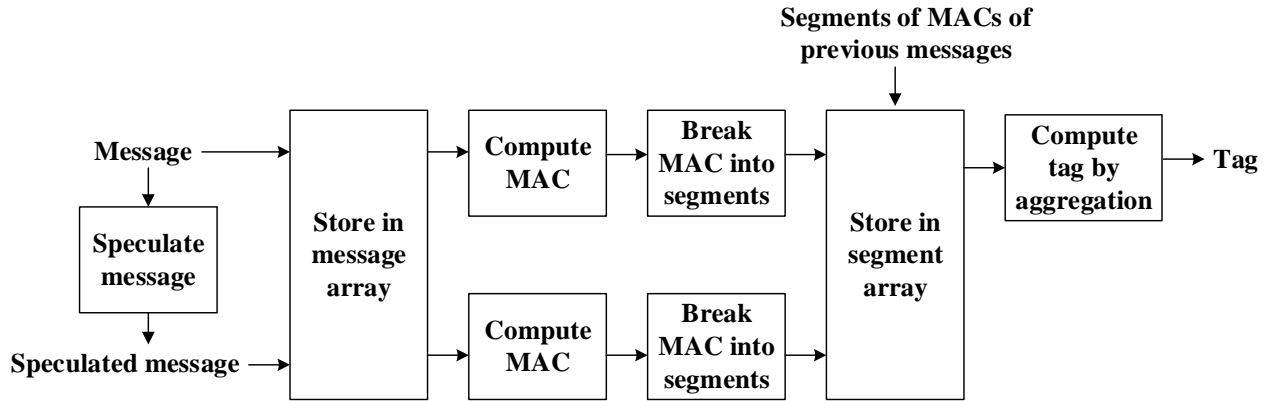 Segments of MACs of
previous messages
Message
Speculate
message
Speculated message
Store in
message
array
Compute
MAC
Break
MAC into
segments
Compute
MAC
Break
MAC into
segments
Store in
segment
array
Compute
tag by
aggregation
Tag